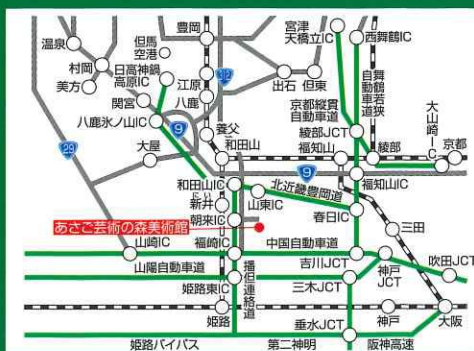 豊岡
宮津
天橋立IC
西舞鶴IC
温泉
但馬
空港
村岡
日高神鍋
高原IC
江原
312
美方
関宮
八鹿
出石
但東
舞鶴若狭
自動車道
京都縦貫
自動車道
大山崎IC
八鹿氷ノ山IC
9
綾部JCT
京都
29
大屋
養父
和田山
福知山
綾部
9
和田山IC
北近畿豊岡道
福知山IC
新井
にい
山東IC
朝来IC
春日IC
三田
あさご芸術の森美術館
山崎IC
福崎IC
中国自動車道
吹田JCT
山陽自動車道
吉川JCT
神戸
JCT
姫路東IC
播但連絡道
三木JCT
姫路
神戸
大阪
垂水JCT
姫路バイパス
第二神明
阪神高速